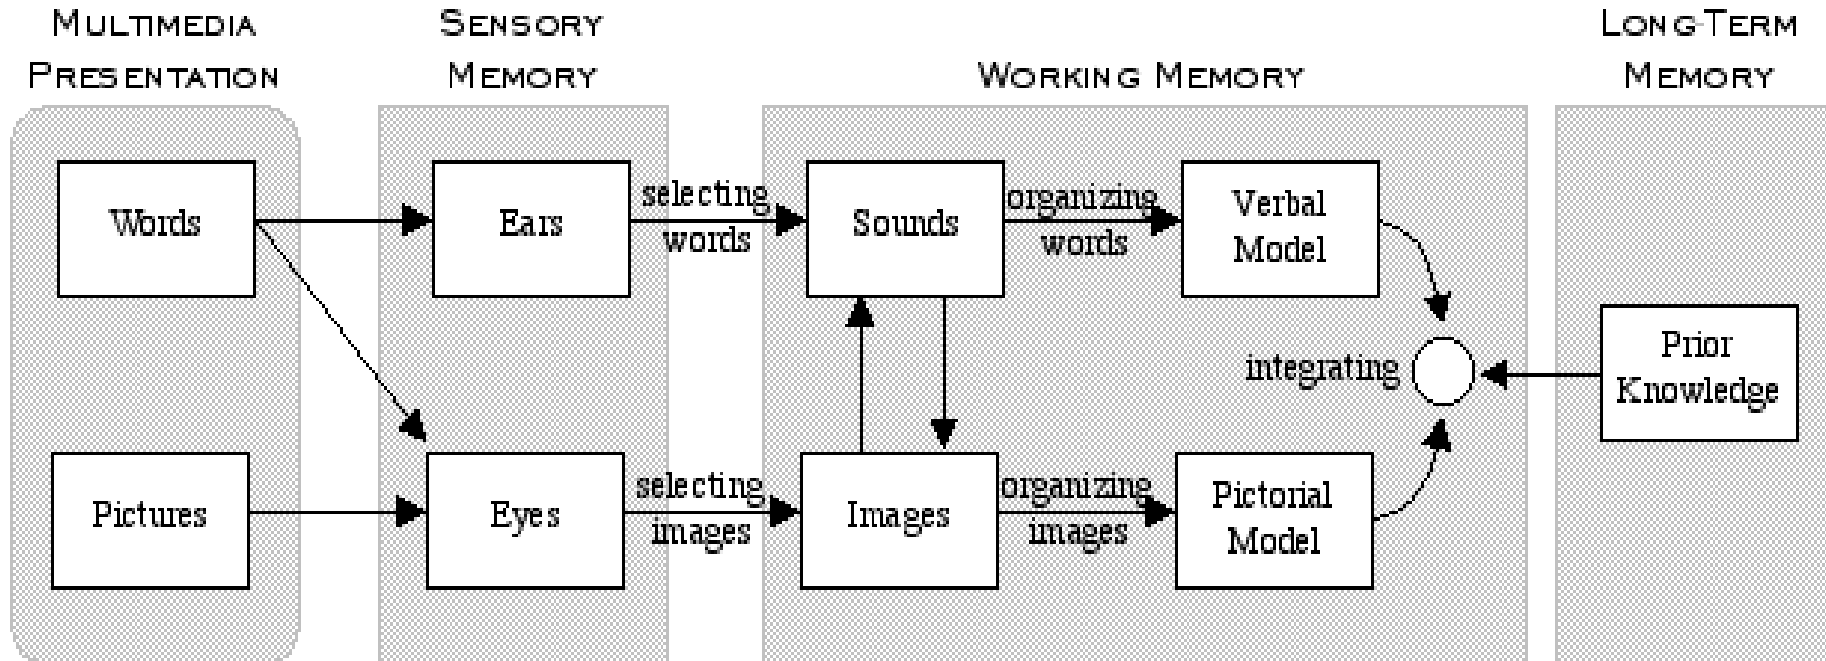 MULTIMEDIA
PRESENTATION
SENSORY
MEMORY
WORKING MEMORY
LONG-TERM
MEMORY
Words
Ears
selecting
words
Sounds
organizing
words
Verbal
Model
integrating
Prior
Knowledge
Pictures
Eyes
selecting
images
Images
organizing
images
Pictorial
Model